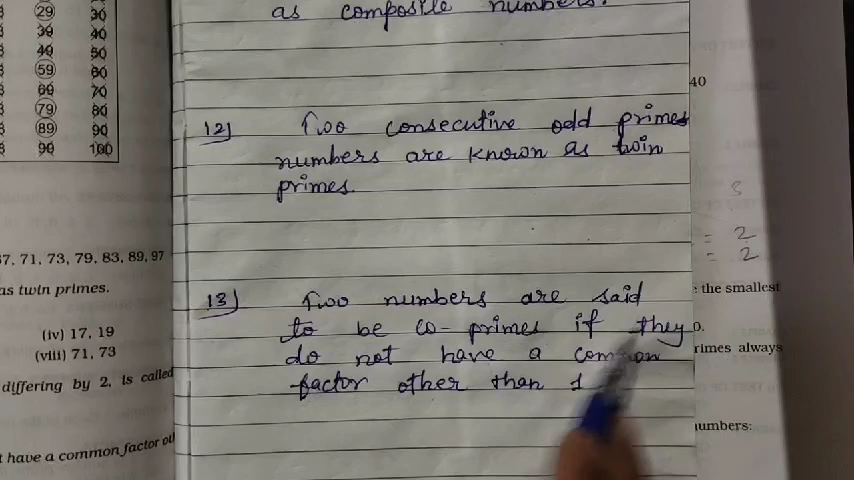 29 30
39 30
40 50
59 60
60 70
79 80
89 90
90 100
67, 71, 73, 79, 83, 89, 97
as twin primes.
(iv) 17, 19
(viii) 71, 73
differing by 2, is called
t have a common factor
as composite numbers.
12) Two consecutive odd primes
numbers are known as twin
primes.
13) Two numbers are said
to be co-primes if they
do not have a common
factor other than 1
40
= 2
= 2
the smallest
rimes always
umbers: